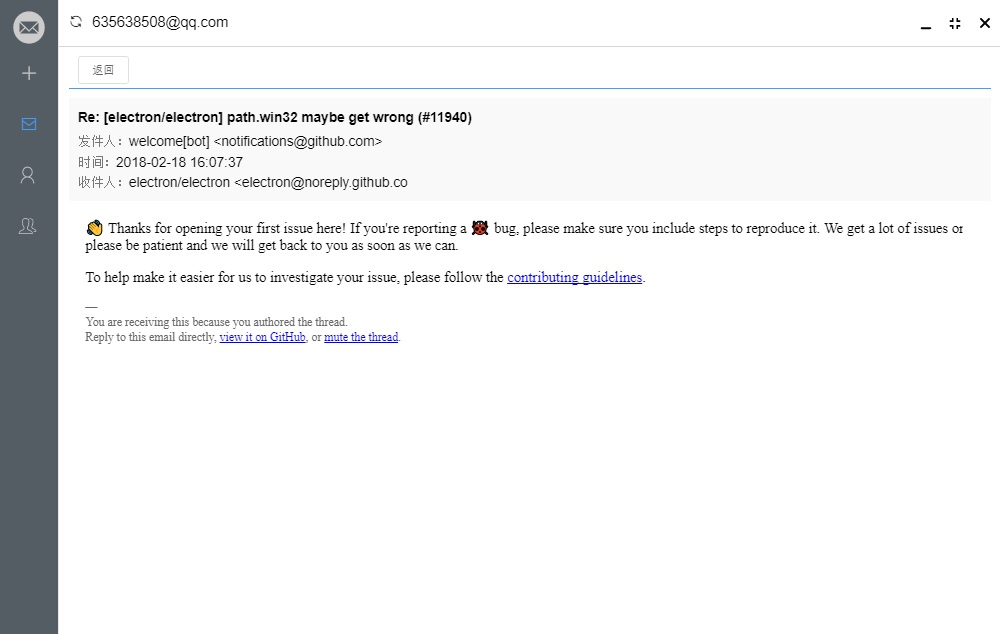 635638508@qq.com
返回
Re: [electron/electron] path.win32 maybe get wrong (#11940)
发件人：welcome[bot] <notifications@github.com>
时间：2018-02-18 16:07:37
收件人：electron/electron <electron@noreply.github.co
👋 Thanks for opening your first issue here! If you're reporting a 🐞 bug, please make sure you include steps to reproduce it. We get a lot of issues or
please be patient and we will get back to you as soon as we can.
To help make it easier for us to investigate your issue, please follow the contributing guidelines.
—
You are receiving this because you authored the thread.
Reply to this email directly, view it on GitHub, or mute the thread.